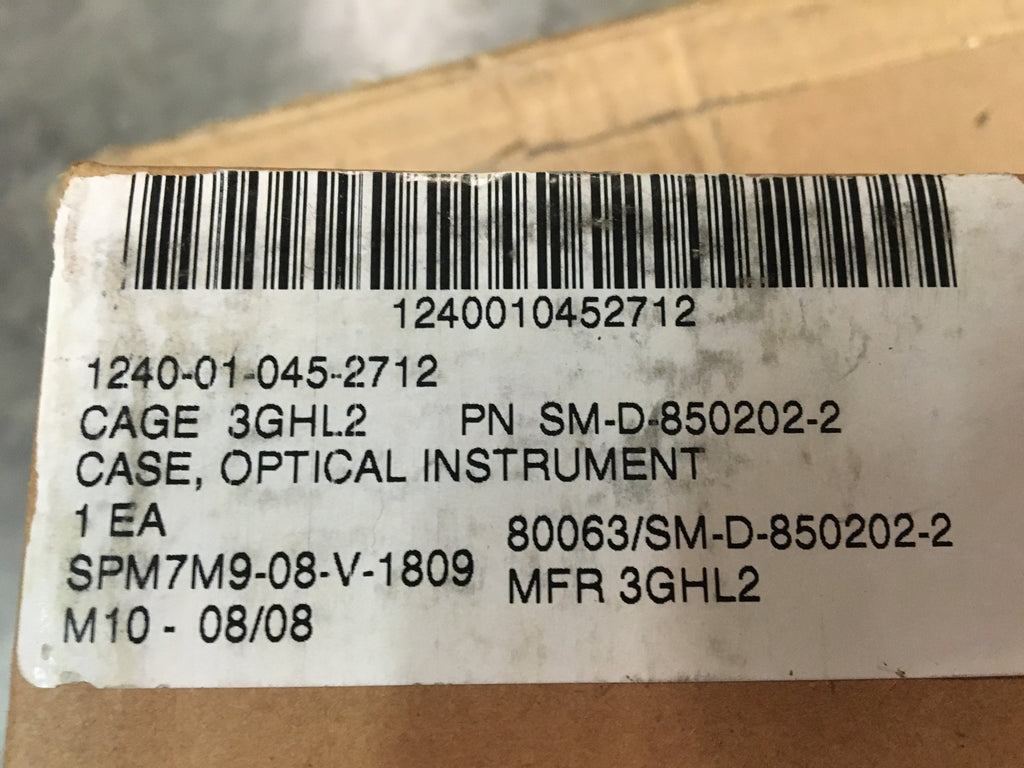 1240010452712
1240-01-045-2712
CAGE 3GHL2 PN SM-D-850202-2
CASE, OPTICAL INSTRUMENT
1 EA
80063/SM-D-850202-2
SPM7M9-08-V-1809
MFR 3GHL2
M10 - 08/08